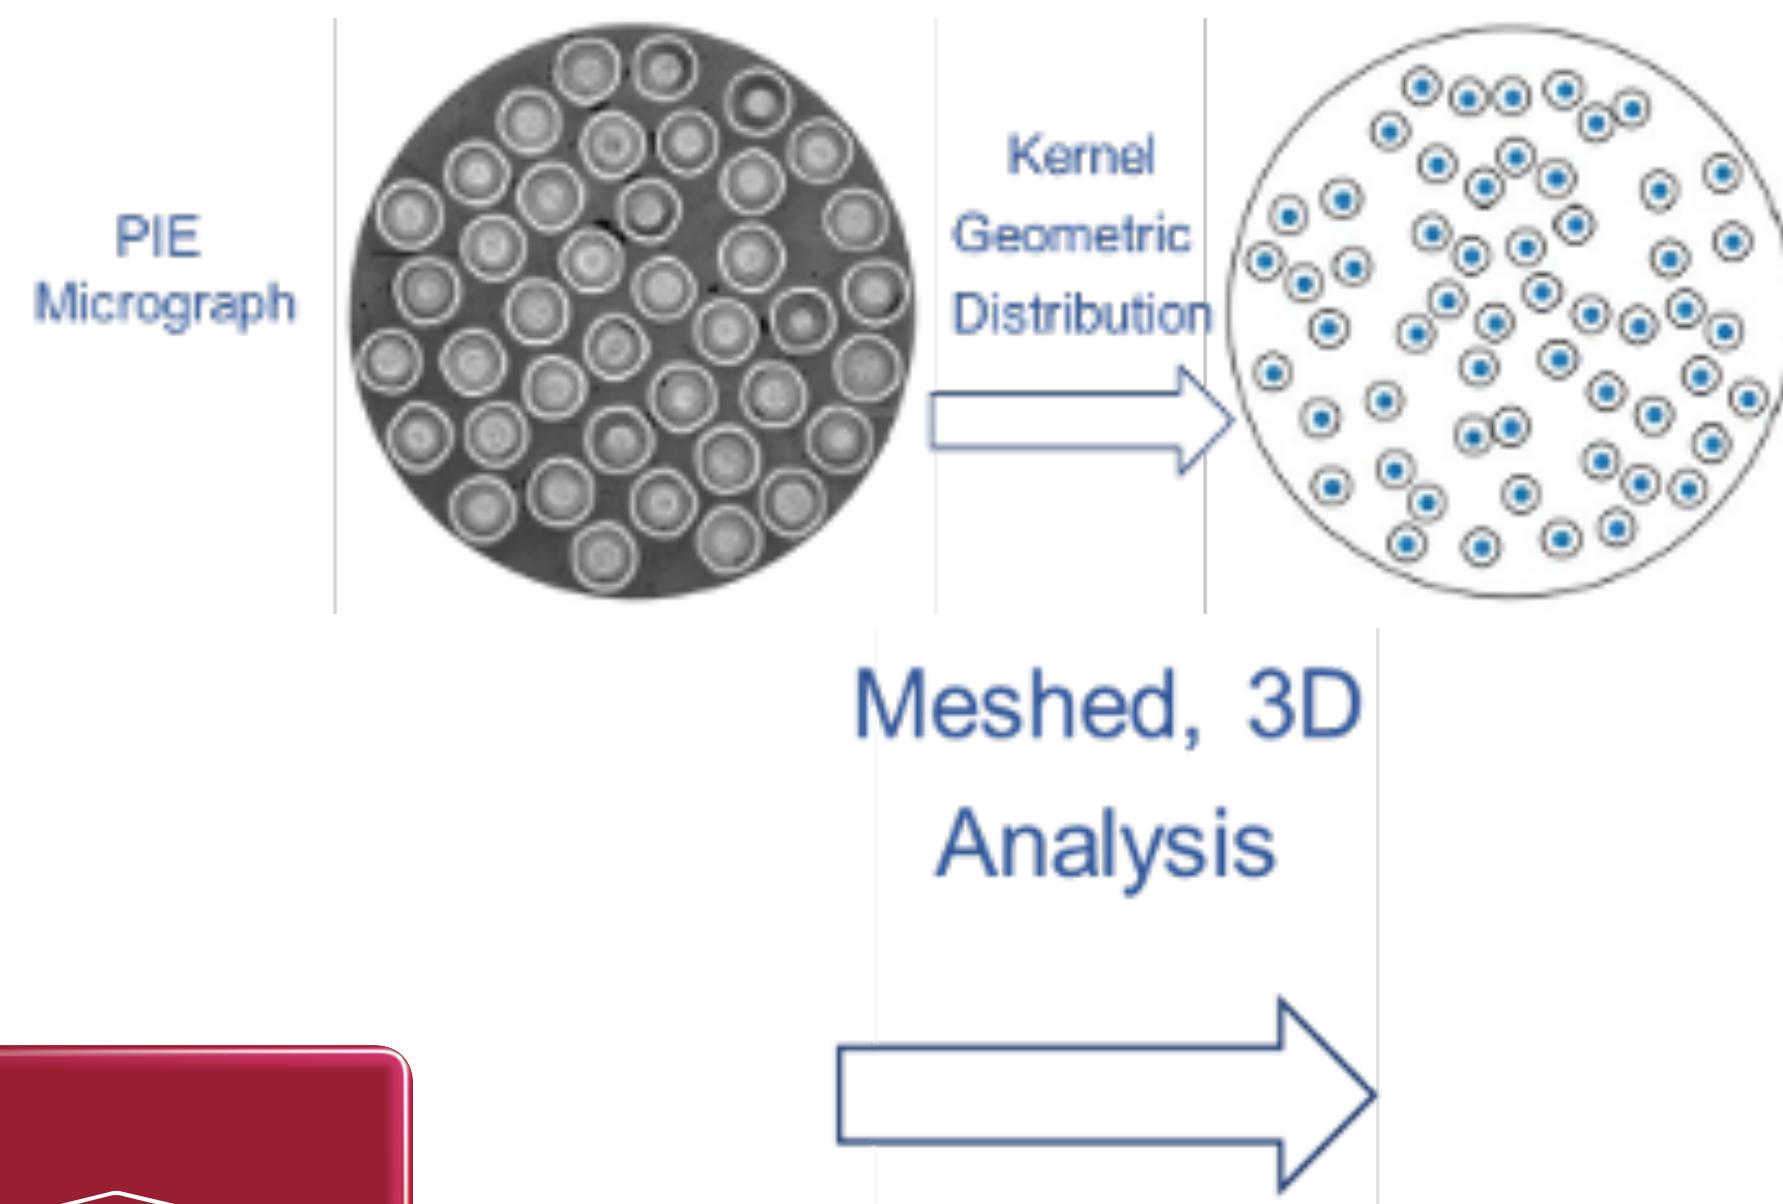 PIE
Micrograph
Kernel
Geometric
Distribution
Meshed, 3D
Analysis